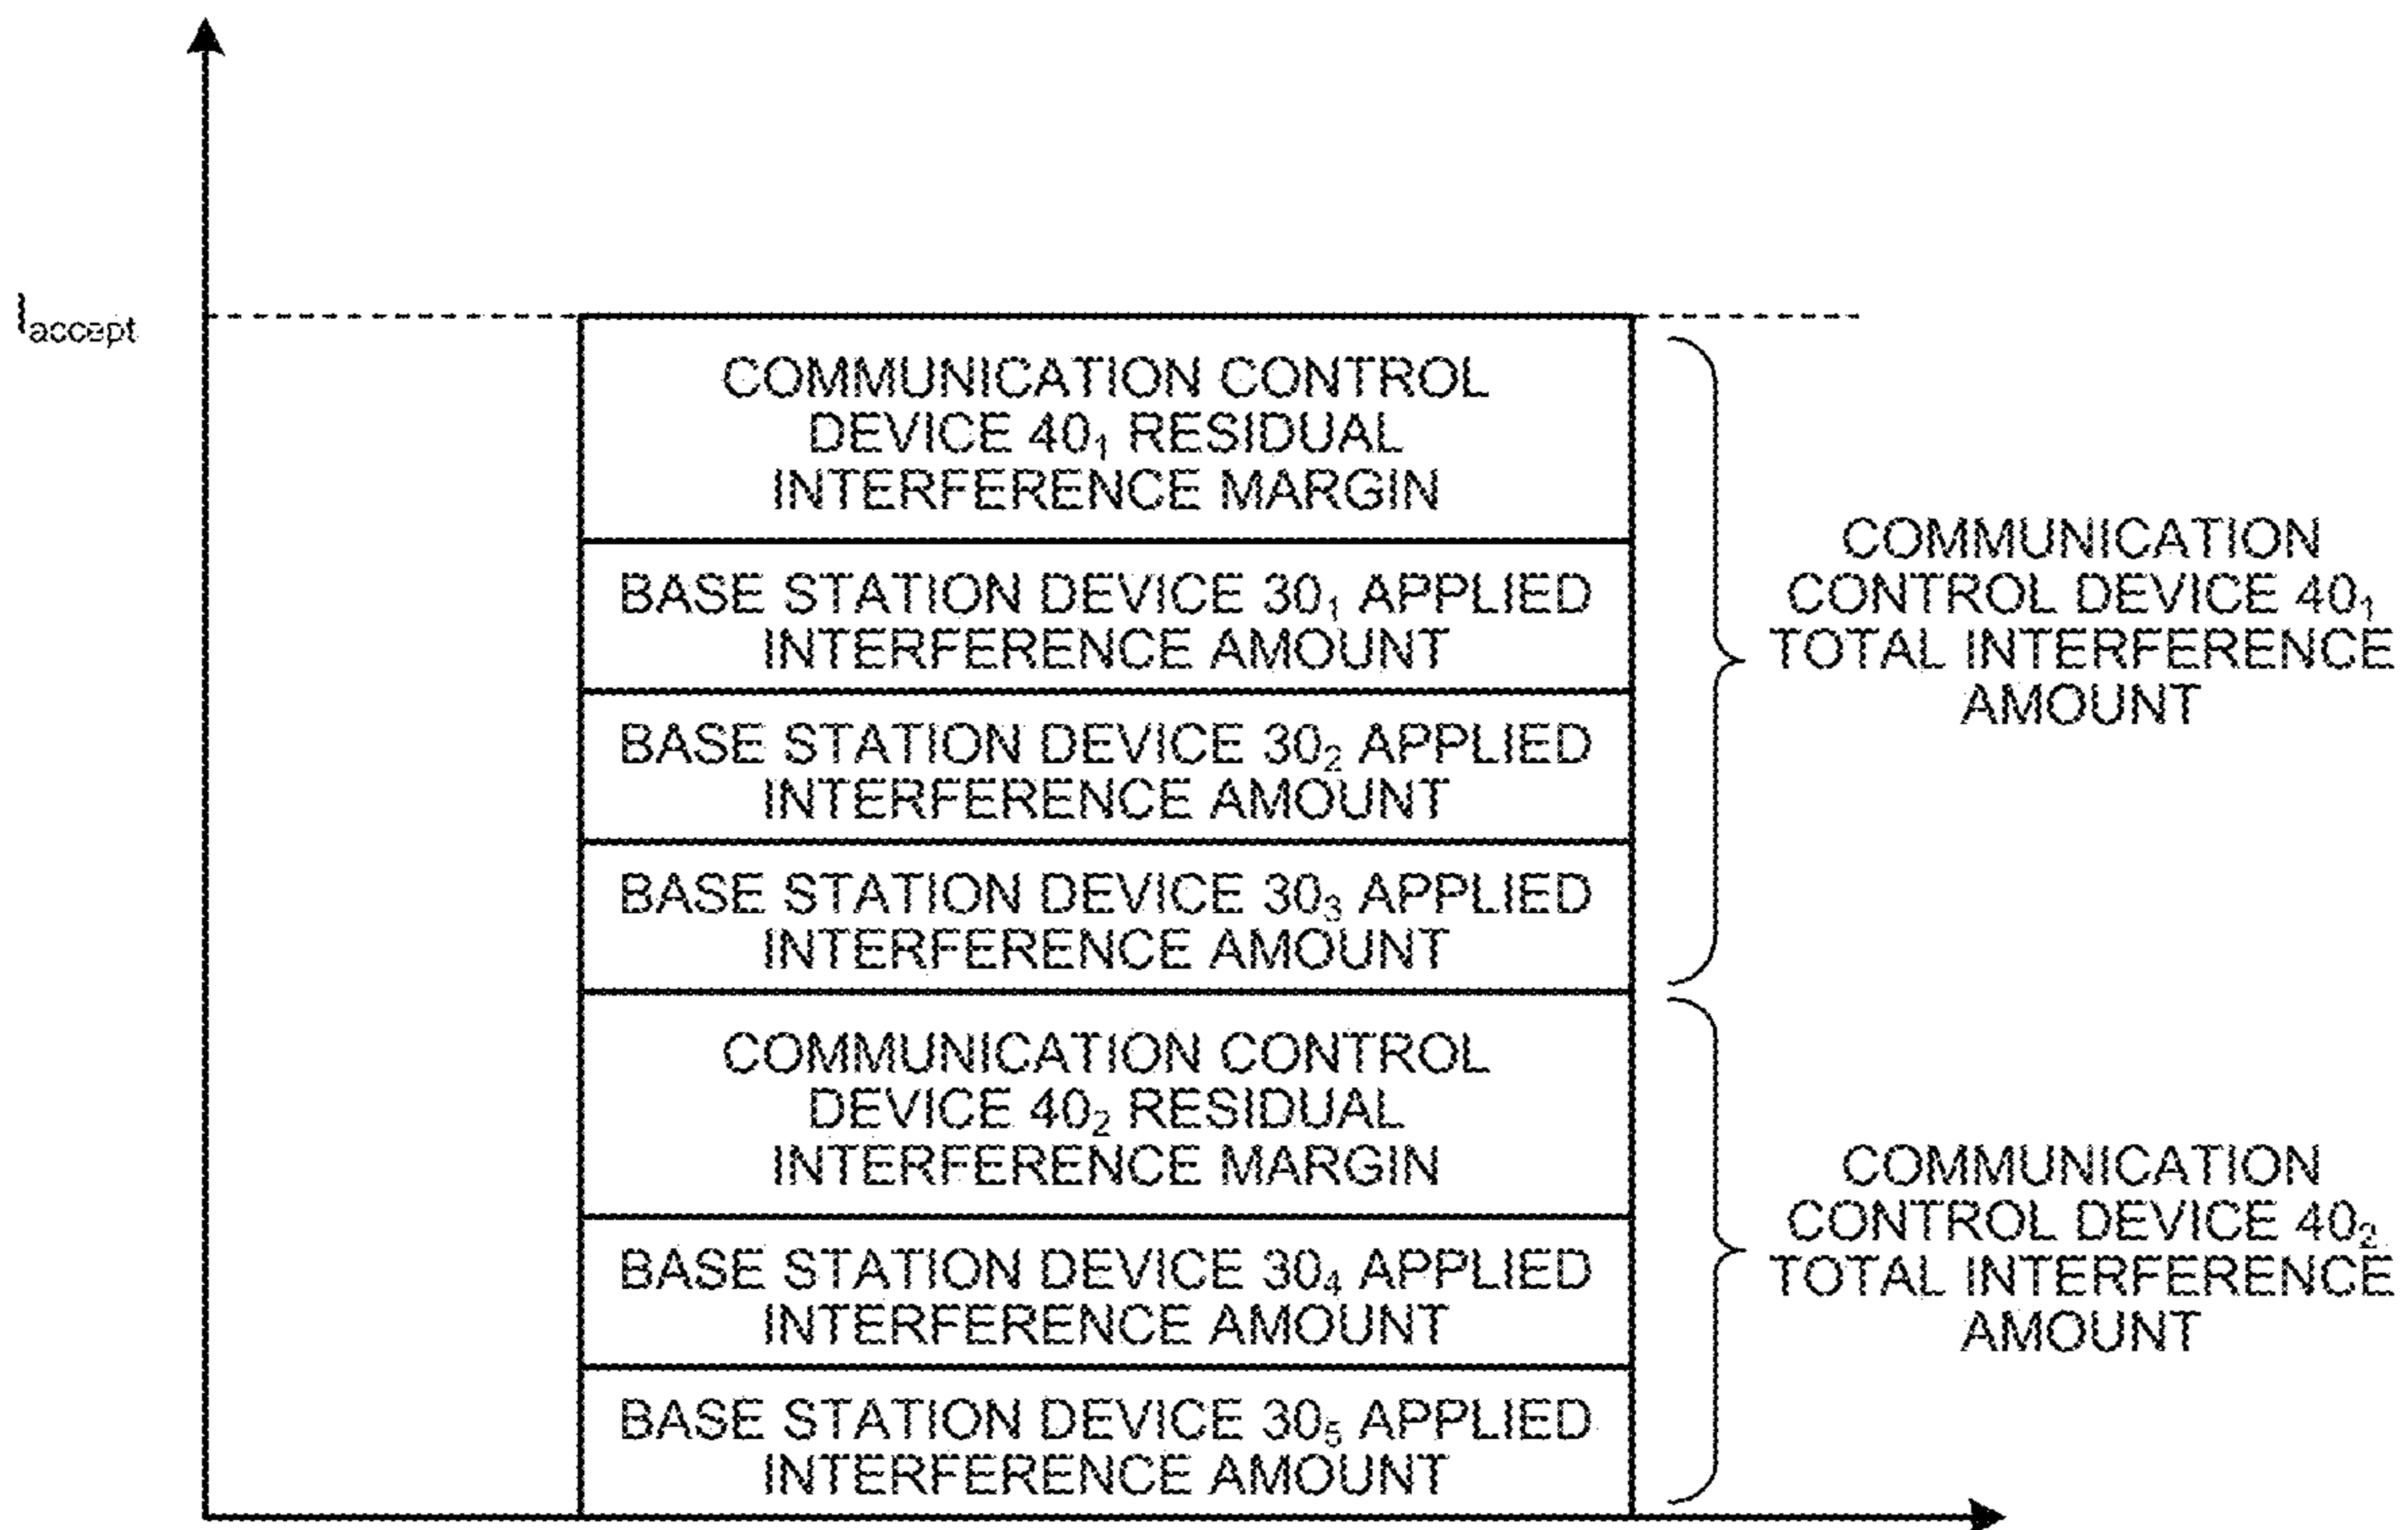 Iaccept
COMMUNICATION CONTROL
DEVICE 40₁ RESIDUAL
INTERFERENCE MARGIN
BASE STATION DEVICE 30₁ APPLIED
INTERFERENCE AMOUNT
BASE STATION DEVICE 30₂ APPLIED
INTERFERENCE AMOUNT
BASE STATION DEVICE 30₃ APPLIED
INTERFERENCE AMOUNT
COMMUNICATION
CONTROL DEVICE 40₁
TOTAL INTERFERENCE
AMOUNT
COMMUNICATION CONTROL
DEVICE 40₂ RESIDUAL
INTERFERENCE MARGIN
BASE STATION DEVICE 30₄ APPLIED
INTERFERENCE AMOUNT
BASE STATION DEVICE 30₅ APPLIED
INTERFERENCE AMOUNT
COMMUNICATION
CONTROL DEVICE 40₂
TOTAL INTERFERENCE
AMOUNT